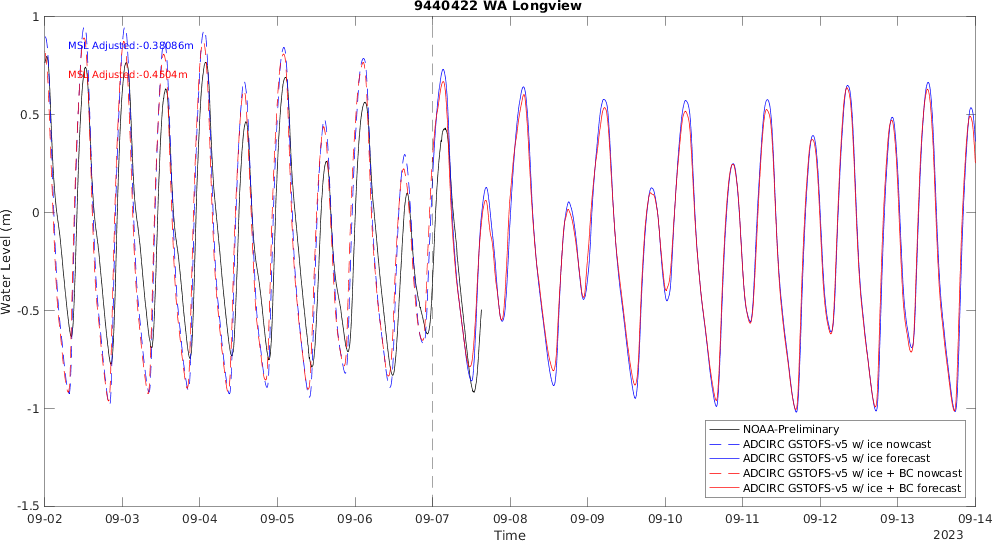 9440422 WA Longview
MSL Adjusted:-0.38086m
MSL Adjusted:-0.4504m
Water Level (m)
1
0.5
0
-0.5
-1
-1.5
NOAA-Preliminary
ADCIRC GSTOFS-v5 w/ ice nowcast
ADCIRC GSTOFS-v5 w/ ice forecast
ADCIRC GSTOFS-v5 w/ ice + BC nowcast
ADCIRC GSTOFS-v5 w/ ice + BC forecast
09-02 09-03 09-04 09-05 09-06 09-07 09-08 09-09 09-10 09-11 09-12 09-13 09-14
Time
2023